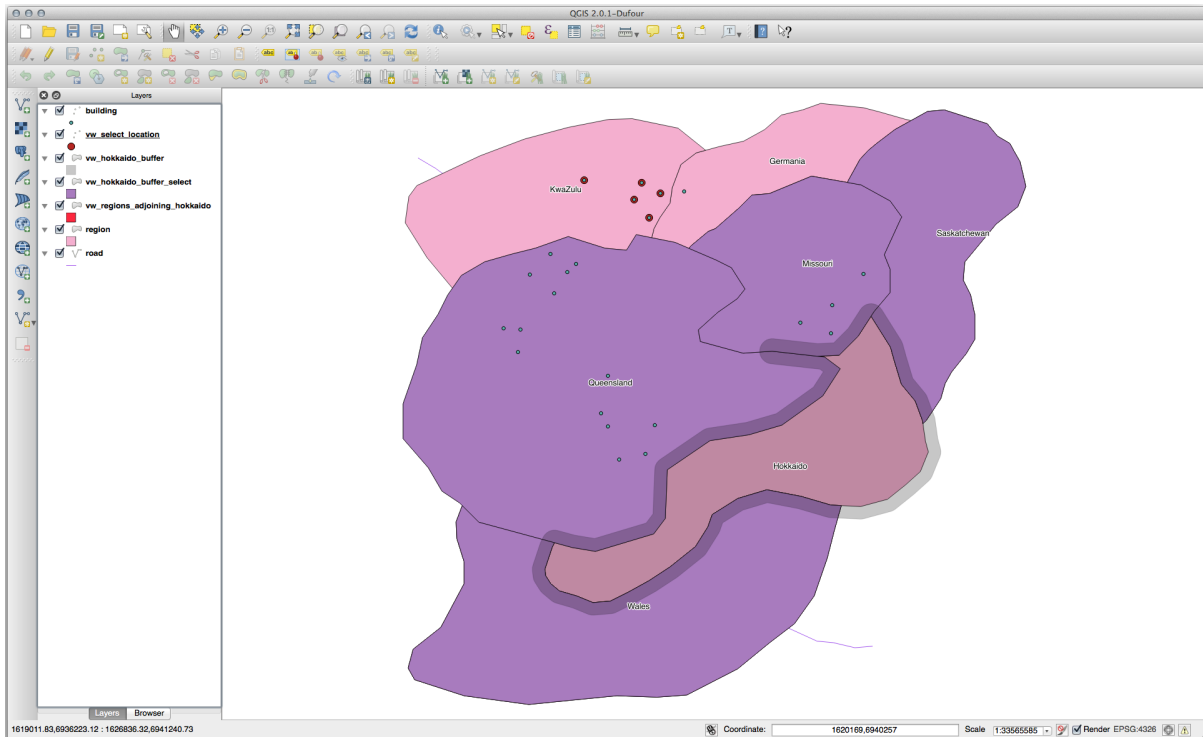 QGIS 2.0.1-Dufour
Layers
building
vw_select_location
vw_hokkaido_buffer
vw_hokkaido_buffer_select
vw_regions_adjoining_hokkaido
region
road
Germania
KwaZulu
Saskatchewan
Missouri
Queensland
Hokkaido
Wales
Layers Browser
1619011.83,6936223.12 : 1626836.32,6941240.73 Coordinate: 1620169,6940257 Scale 1:33565585 Render EPSG:4326